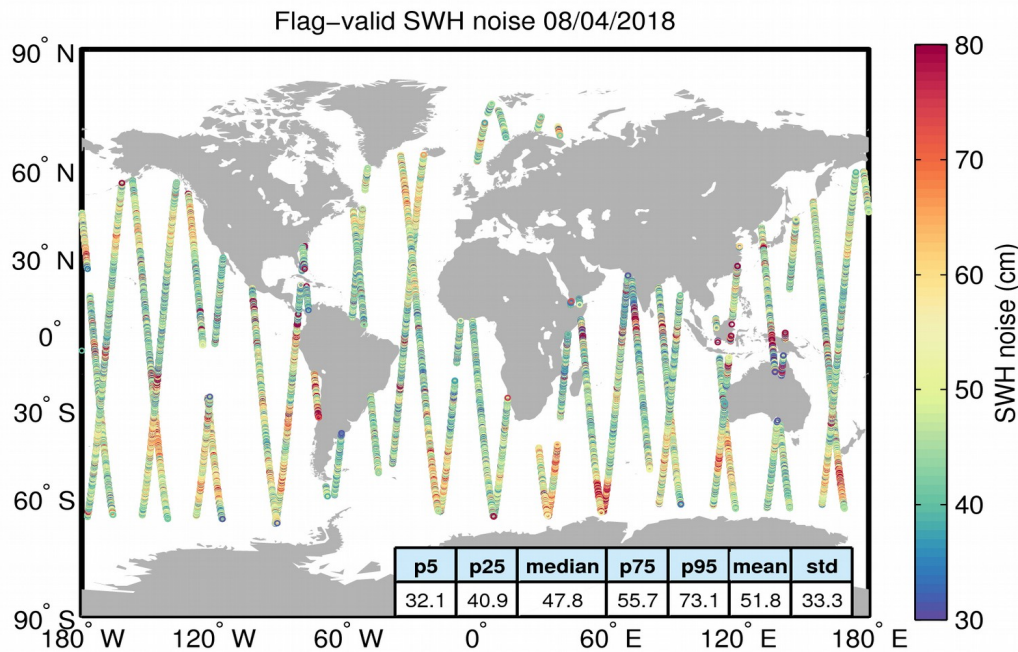 Flag−valid SWH noise 08/04/2018
90° N
60° N
30° N
0°
30° S
60° S
90° S
180° W
120° W
60° W
0°
60° E
120° E
180° E
80
70
60
50
40
30
SWH noise (cm)
p5 p25 median p75 p95 mean std
32.1 40.9 47.8 55.7 73.1 51.8 33.3